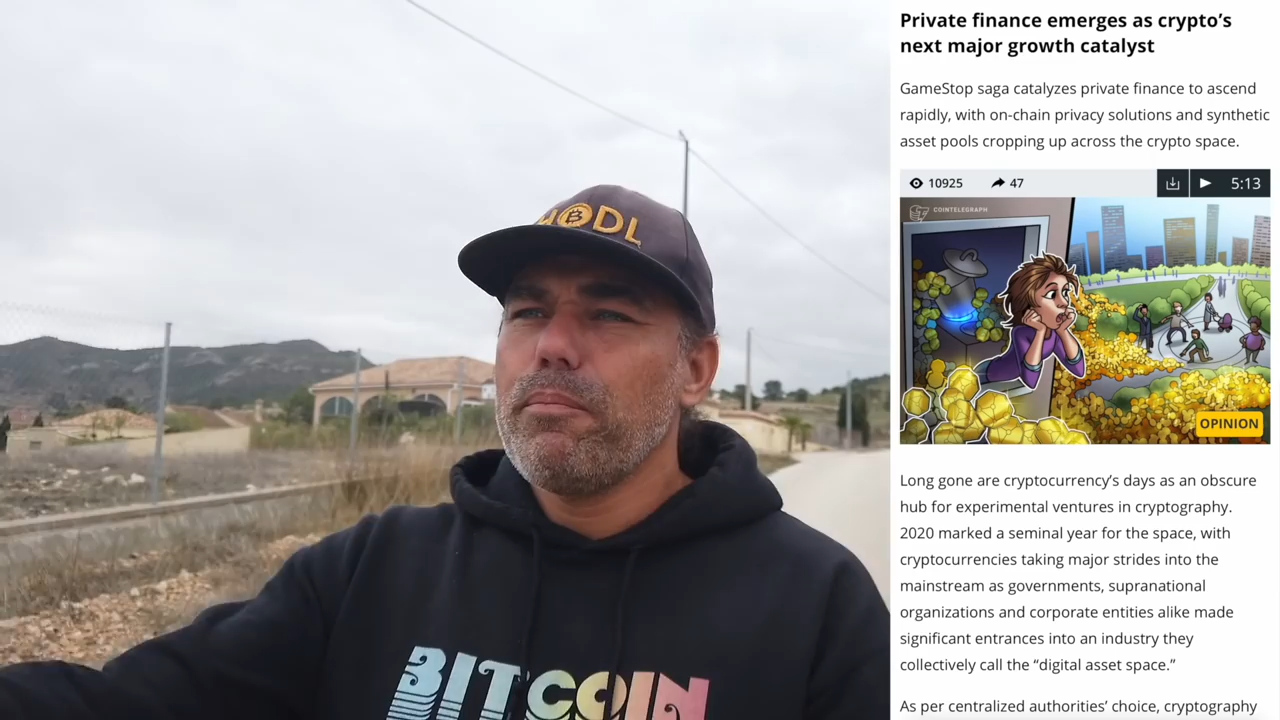 HODL
BITCOIN
Private finance emerges as crypto’s
next major growth catalyst
GameStop saga catalyzes private finance to ascend
rapidly, with on-chain privacy solutions and synthetic
asset pools cropping up across the crypto space.
10925 47 5:13
COINTELEGRAPH
OPINION
Long gone are cryptocurrency’s days as an obscure
hub for experimental ventures in cryptography.
2020 marked a seminal year for the space, with
cryptocurrencies taking major strides into the
mainstream as governments, supranational
organizations and corporate entities alike made
significant entrances into an industry they
collectively call the “digital asset space.”
As per centralized authorities’ choice, cryptography